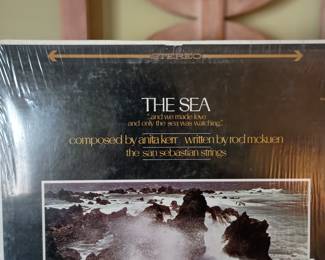 STEREO
THE SEA
"...and we made love
and only the sea was watching."
composed by anita kerr written by rod mckuen
the san sebastian strings